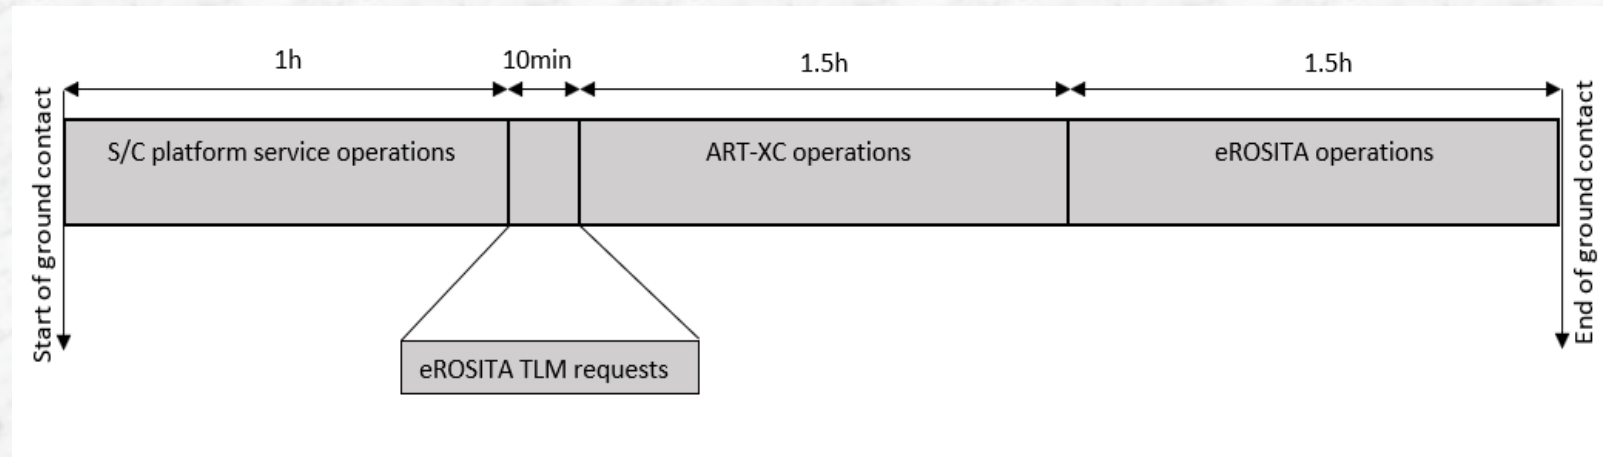 1h
10min
1.5h
1.5h
Start of ground contact
S/C platform service operations
ART-XC operations
eROSITA operations
End of ground contact
eROSITA TLM requests